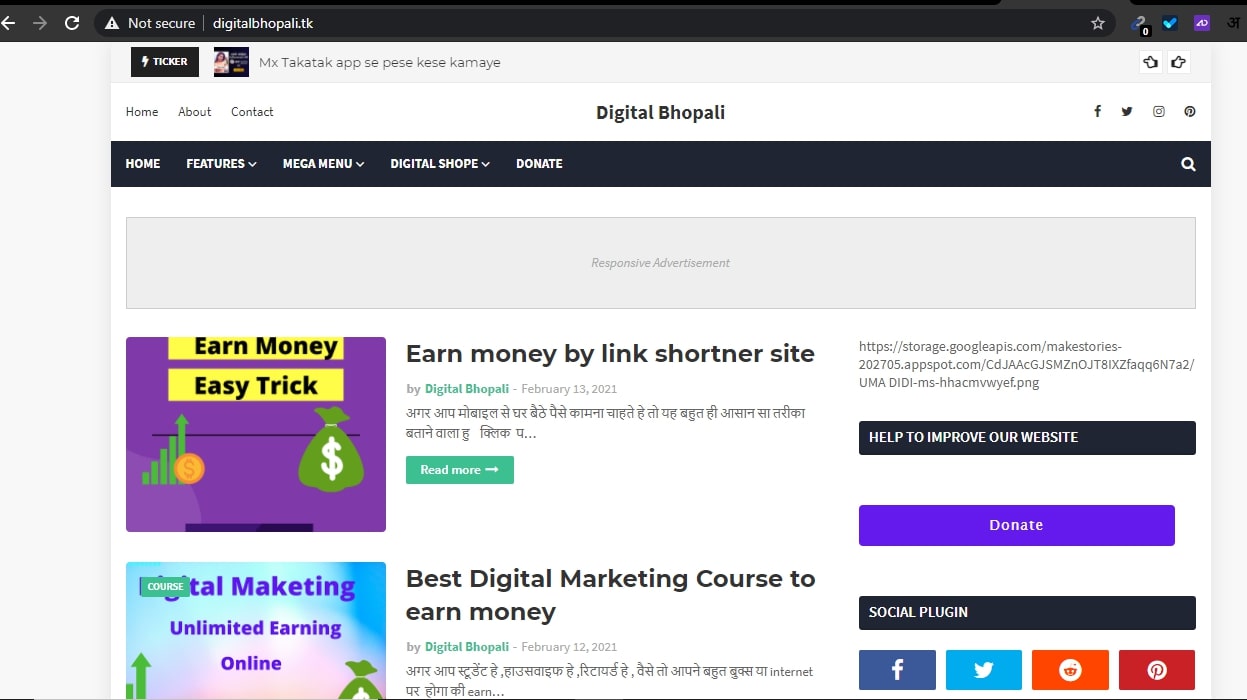 Not secure
digitalbhopali.tk
0
अ
TICKER
Mx Takatak app se pese kese kamaye
Home About Contact
Digital Bhopali
HOME FEATURES MEGA MENU DIGITAL SHOPE DONATE
Responsive Advertisement
Earn Money
Easy Trick
$
$
Earn money by link shortner site
by Digital Bhopali - February 13, 2021
अगर आप मोबाइल से घर बैठे पैसे कामना चाहते हे तो यह बहुत ही आसान सा तरीका
बताने वाला हु क्लिक प...
Read more
COURSE
Digital Maketing
Unlimited Earning
Online
$
Best Digital Marketing Course to
earn money
by Digital Bhopali - February 12, 2021
अगर आप स्टूडेंट हे ,हाउसवाइफ हे ,रिटायर्ड हे , वैसे तो आपने बहुत बुक्स या internet
पर होगा की earn...
https://storage.googleapis.com/makestories-
202705.appspot.com/CdJAAcGJSMZnOJT8IXZfaqq6N7a2/
UMA DIDI-ms-hhacmvwyef.png
HELP TO IMPROVE OUR WEBSITE
Donate
SOCIAL PLUGIN